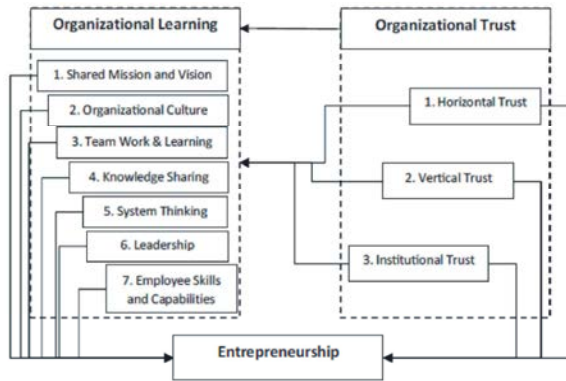 Organizational Learning
Organizational Trust
1. Shared Mission and Vision
2. Organizational Culture
3. Team Work & Learning
4. Knowledge Sharing
5. System Thinking
6. Leadership
7. Employee Skills
and Capabilities
1. Horizontal Trust
2. Vertical Trust
3. Institutional Trust
Entrepreneurship